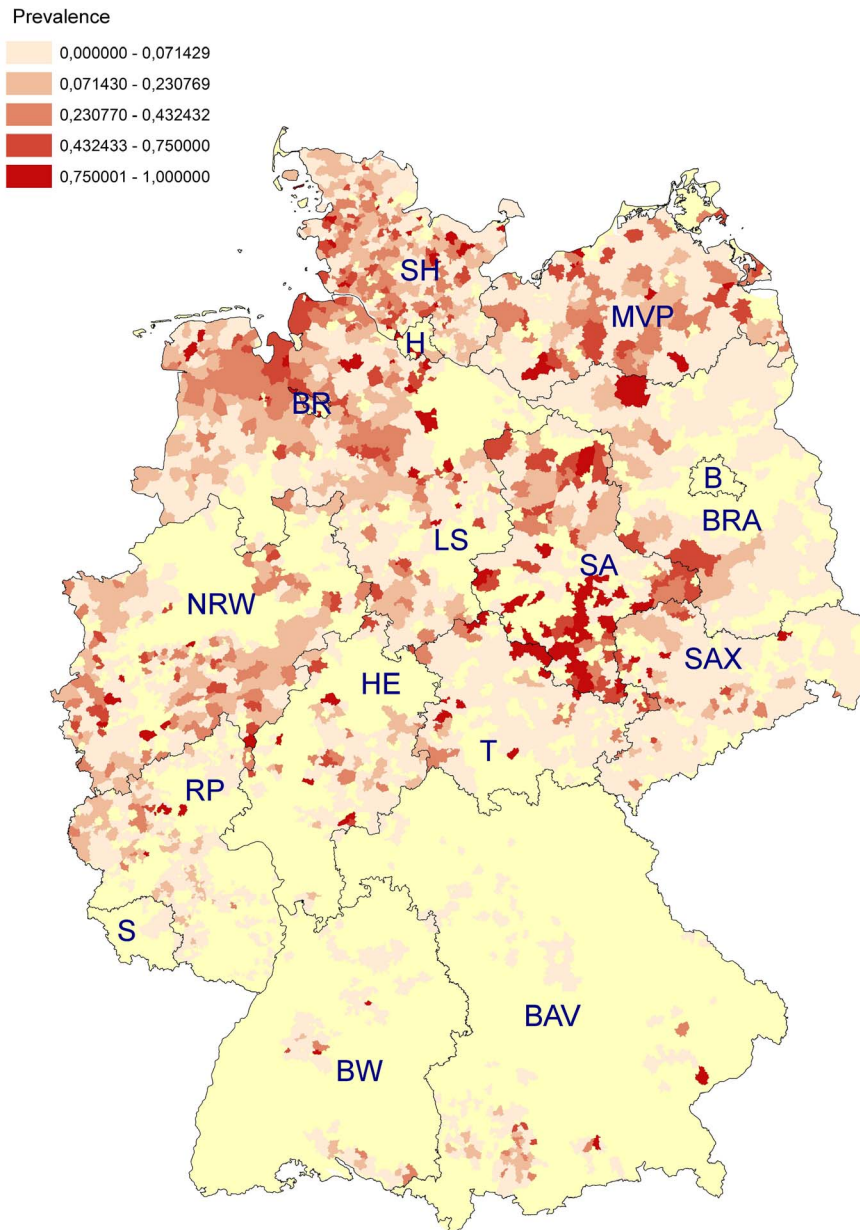 Prevalence
0,000000 - 0,071429
0,071430 - 0,230769
0,230770 - 0,432432
0,432433 - 0,750000
0,750001 - 1,000000
SH
MVP
H
BR
B
BRA
LS
SA
NRW
SAX
HE
T
RP
S
BAV
BW